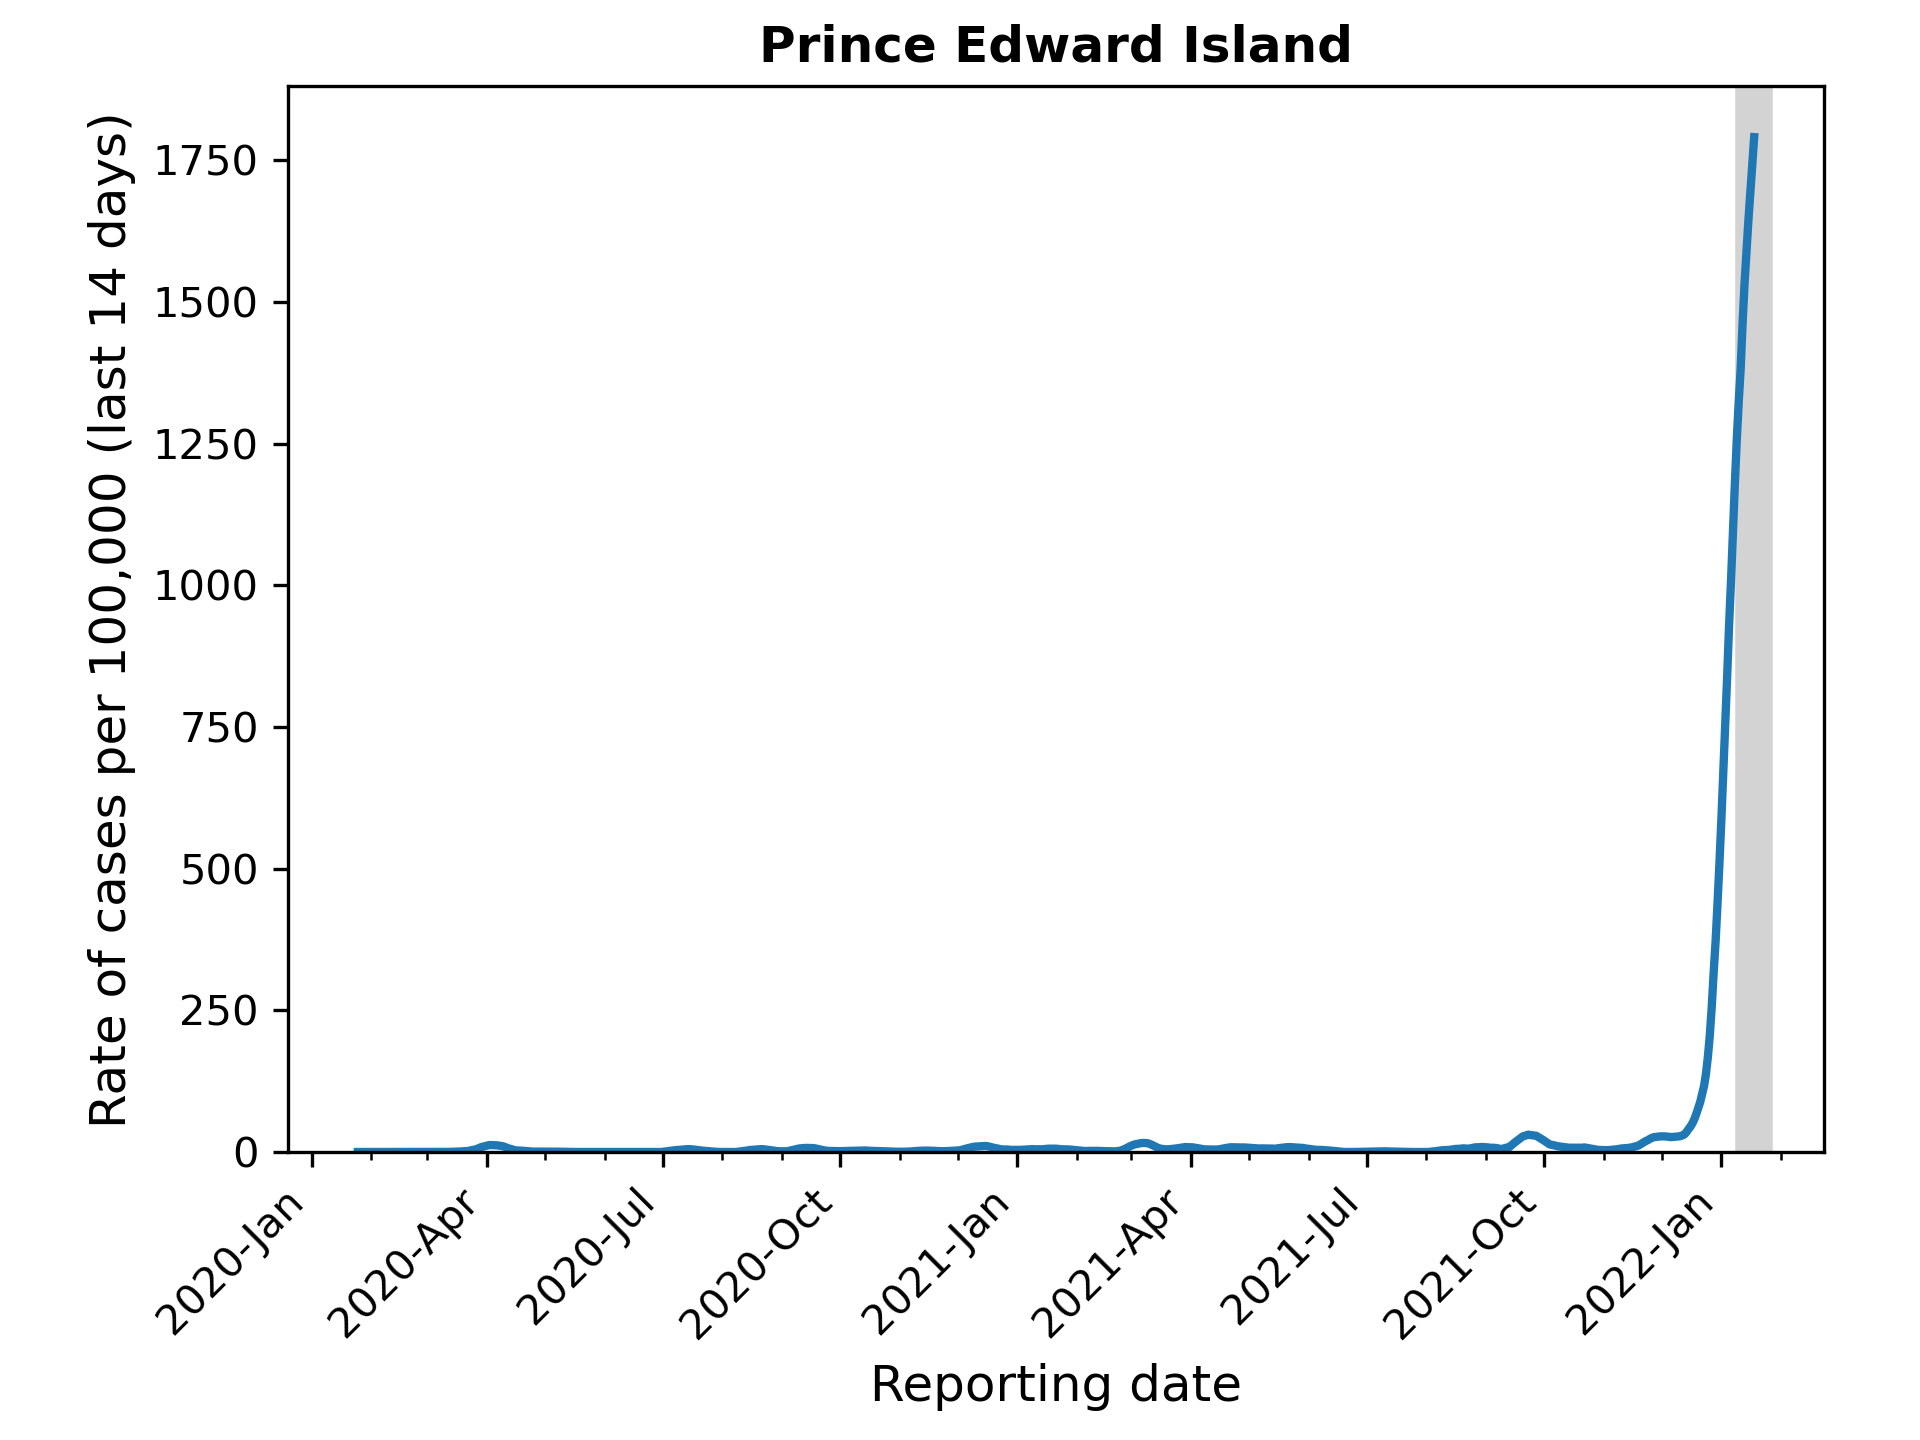 Prince Edward Island
Rate of cases per 100,000 (last 14 days)
1750
1500
1250
1000
750
500
250
0
2020-Jan
2020-Apr
2020-Jul
2020-Oct
2021-Jan
2021-Apr
2021-Jul
2021-Oct
2022-Jan
Reporting date